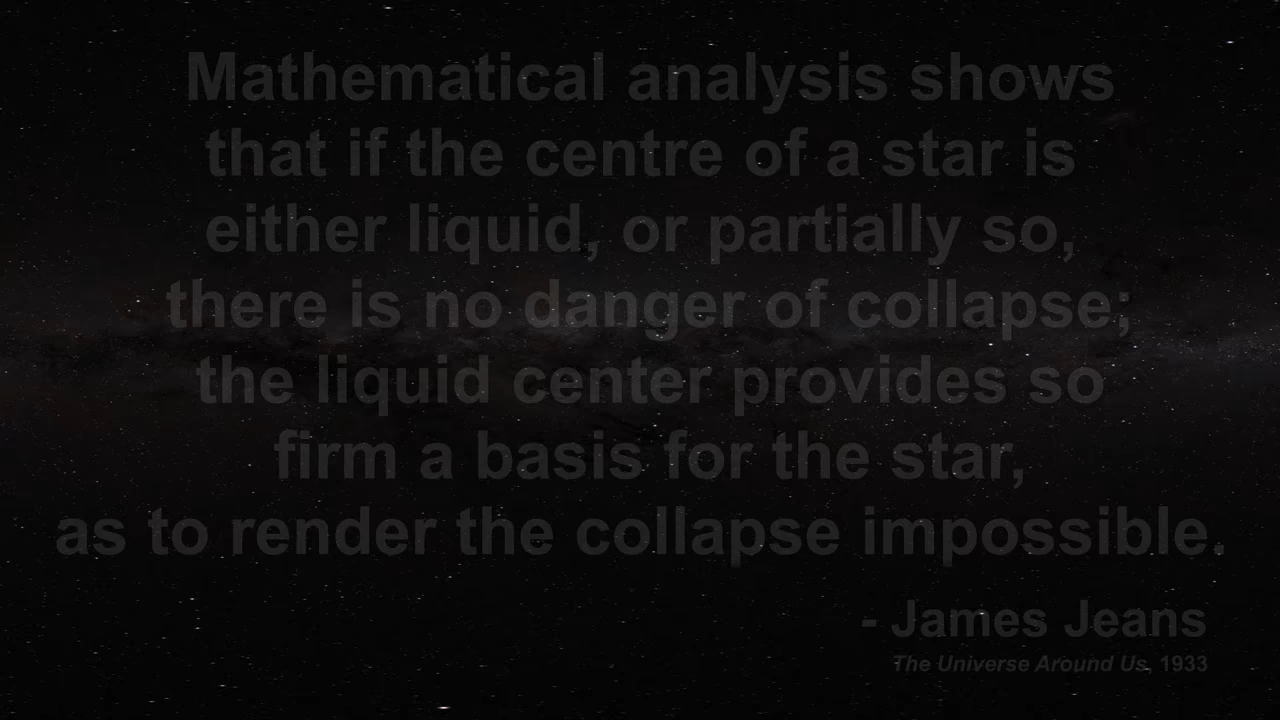 Mathematical analysis shows
that if the centre of a star is
either liquid, or partially so,
there is no danger of collapse;
the liquid center provides so
firm a basis for the star,
as to render the collapse impossible.
- James Jeans
The Universe Around Us, 1933